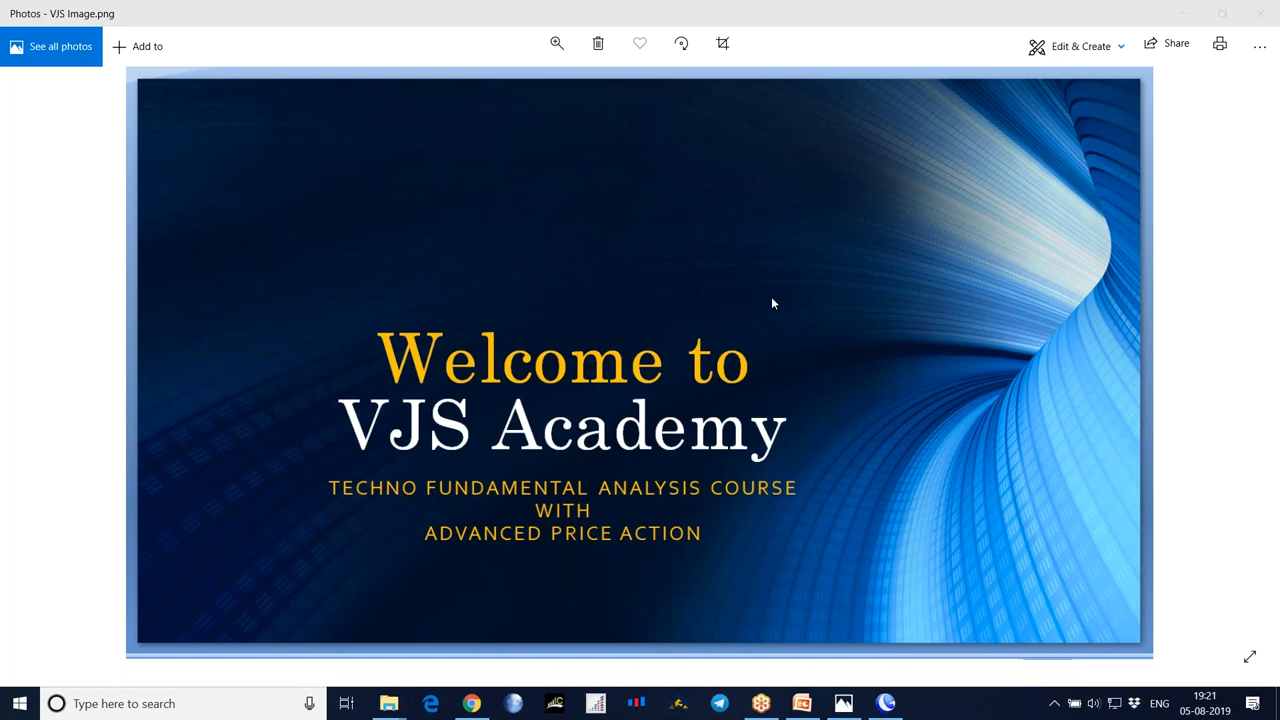 Photos - VJS Image.png
See all photos
Add to
Edit & Create
Share
Welcome to
VJS Academy
TECHNO FUNDAMENTAL ANALYSIS COURSE
WITH
ADVANCED PRICE ACTION
Type here to search
ENG
19:21
05-08-2019